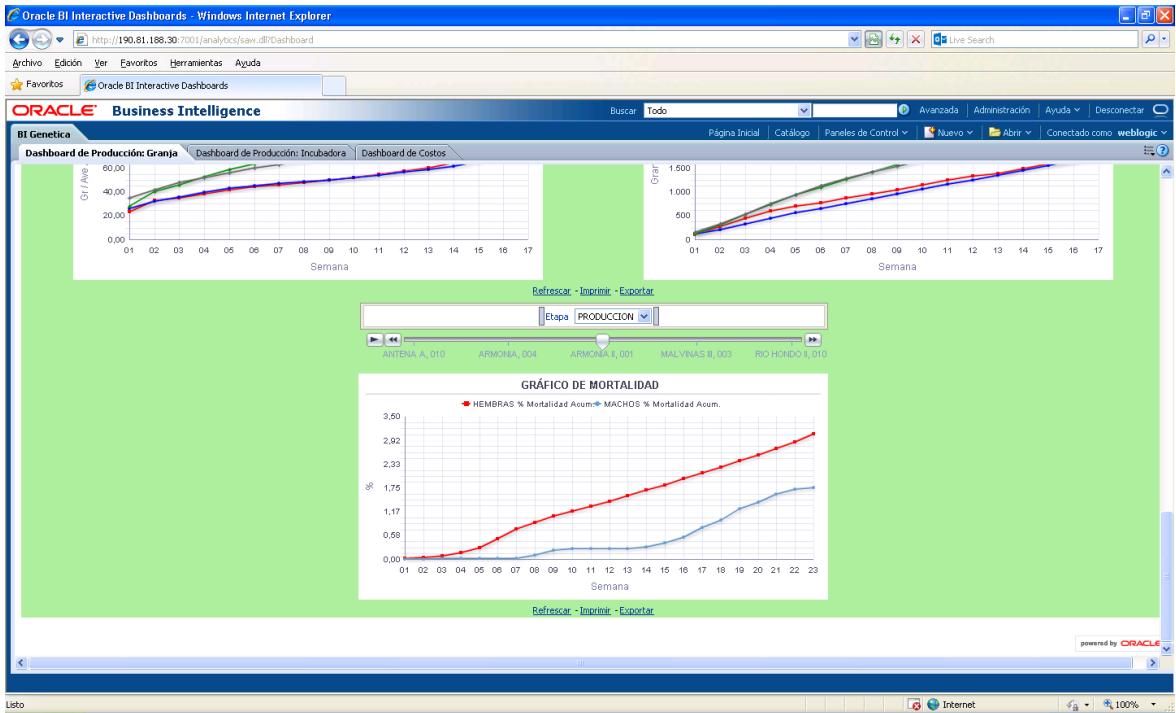 Oracle BI Interactive Dashboards - Windows Internet Explorer
http://190.81.188.30:7001/analytics/saw.dll?Dashboard
Live Search
Archivo Edición Ver Favoritos Herramientas Ayuda
Favoritos Oracle BI Interactive Dashboards
ORACLE Business Intelligence Buscar Todo Avanzada Administración Ayuda Desconectar
BI Genetica Página Inicial Catálogo Paneles de Control Nuevo Abrir Conectado como weblogic
Dashboard de Producción: Granja Dashboard de Producción: Incubadora Dashboard de Costos
Gr / Ave
60,00
40,00
20,00
0,00
01 02 03 04 05 06 07 08 09 10 11 12 13 14 15 16 17
Semana
Gra
1.500
1.000
500
0
01 02 03 04 05 06 07 08 09 10 11 12 13 14 15 16 17
Semana
Refrescar - Imprimir - Exportar
Etapa PRODUCCION
ANTENA A, 010 ARMONIA, 004 ARMONIA II, 001 MALVINAS III, 003 RIO HONDO II, 010
GRÁFICO DE MORTALIDAD
HEMBRAS % Mortalidad Acum. MACHOS % Mortalidad Acum.
3,50
2,92
2,33
1,75
1,17
0,58
0,00
%
01 02 03 04 05 06 07 08 09 10 11 12 13 14 15 16 17 18 19 20 21 22 23
Semana
Refrescar - Imprimir - Exportar
powered by ORACLE
Listo Internet 100%